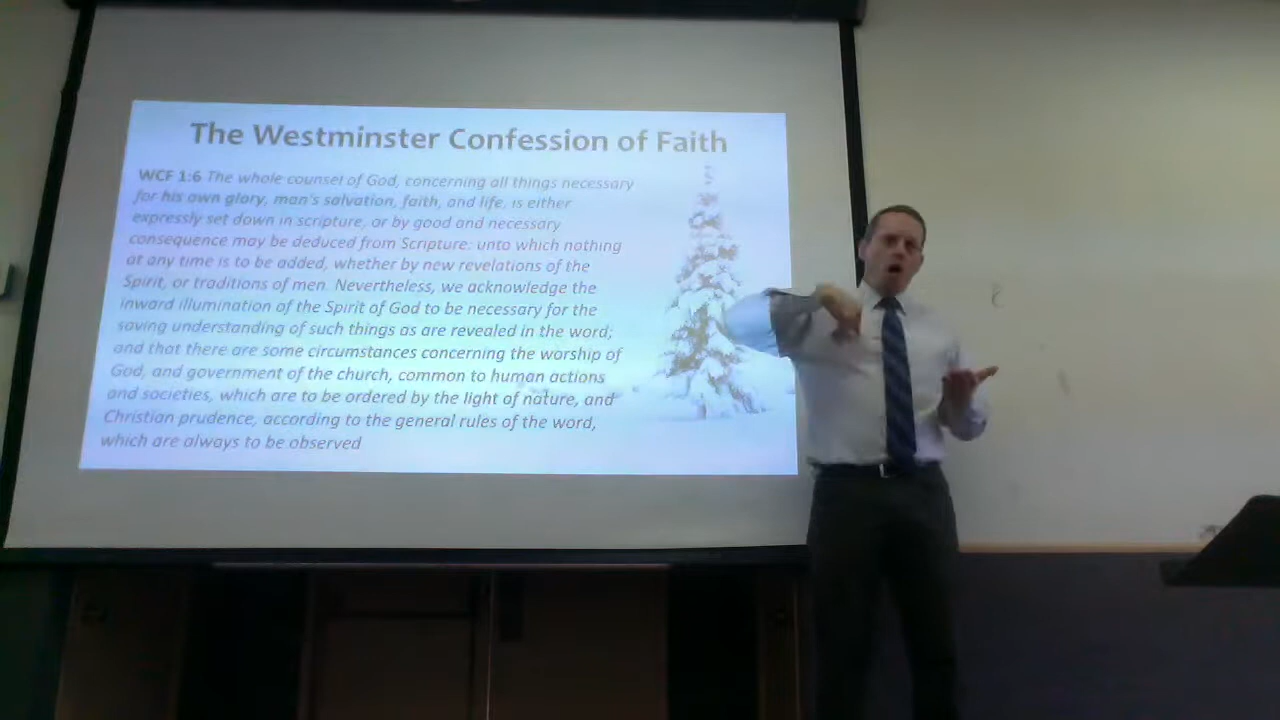 The Westminster Confession of Faith
WCF 1:6 The whole counsel of God, concerning all things necessary
for his own glory, man's salvation, faith, and life, is either
expressly set down in scripture, or by good and necessary
consequence may be deduced from Scripture: unto which nothing
at any time is to be added, whether by new revelations of the
Spirit, or traditions of men. Nevertheless, we acknowledge the
inward illumination of the Spirit of God to be necessary for the
saving understanding of such things as are revealed in the word;
and that there are some circumstances concerning the worship of
God, and government of the church, common to human actions
and societies, which are to be ordered by the light of nature, and
Christian prudence, according to the general rules of the word,
which are always to be observed